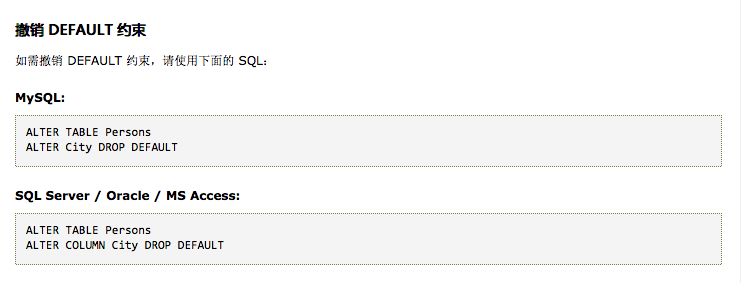 撤销 DEFAULT 约束
如需撤销 DEFAULT 约束，请使用下面的 SQL：
MySQL:
ALTER TABLE Persons
ALTER City DROP DEFAULT
SQL Server / Oracle / MS Access:
ALTER TABLE Persons
ALTER COLUMN City DROP DEFAULT